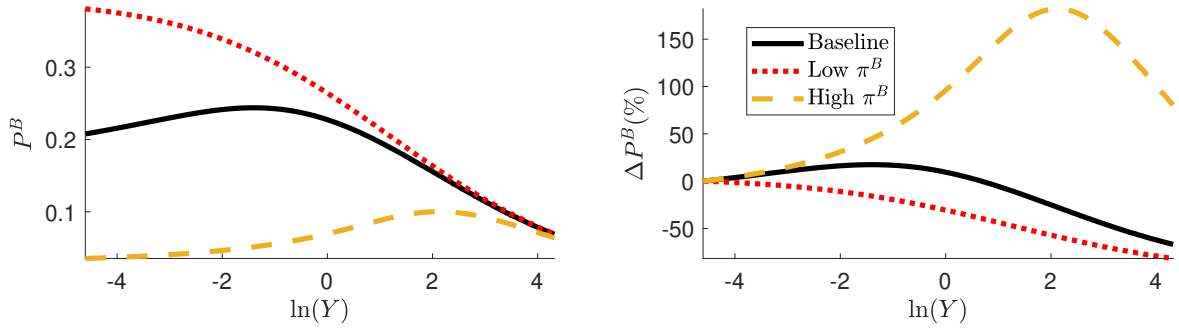 0.3
0.2
0.1
P^B
-4 -2 0 2 4
ln(Y)
150
100
50
0
-50
ΔP^B(%)
Baseline
Low π^B
High π^B
-4 -2 0 2 4
ln(Y)